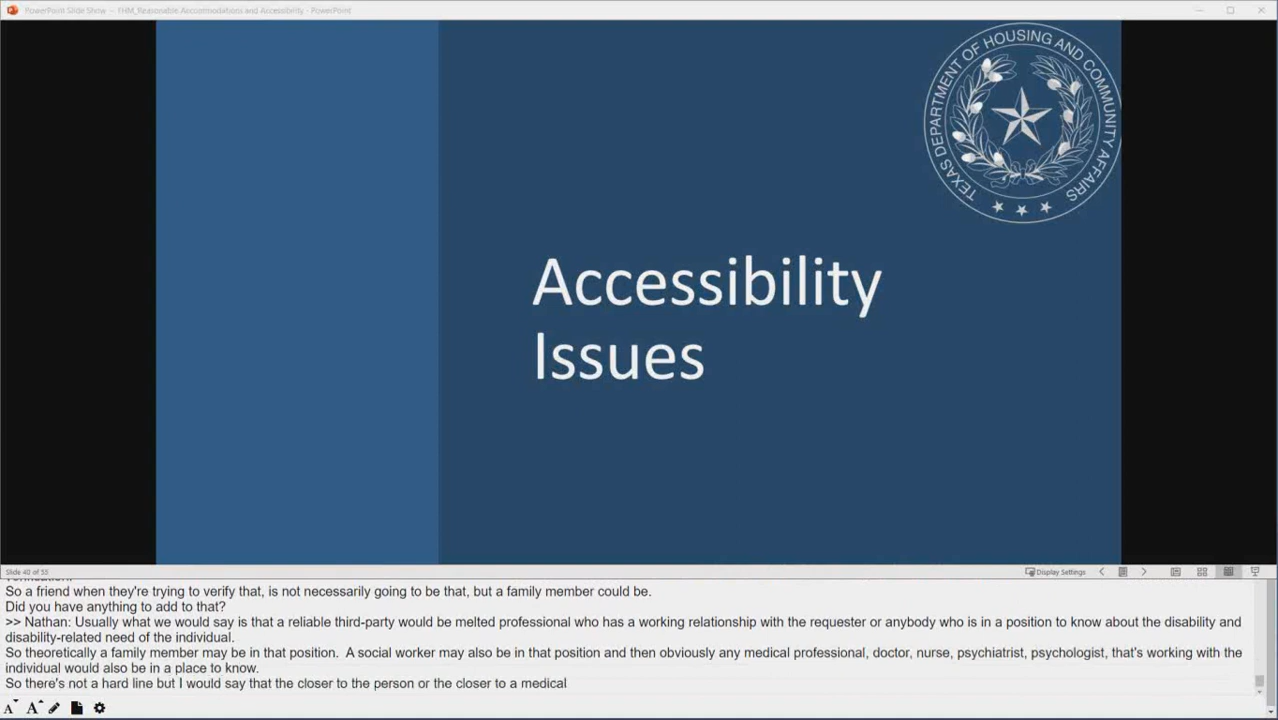 PowerPoint Slide Show - FHM_Reasonable Accommodations and Accessibility - PowerPoint
TEXAS DEPARTMENT OF HOUSING AND COMMUNITY AFFAIRS
Accessibility
Issues
Slide 40 of 55
Display Settings
So a friend when they're trying to verify that, is not necessarily going to be that, but a family member could be.
Did you have anything to add to that?
>> Nathan: Usually what we would say is that a reliable third-party would be melted professional who has a working relationship with the requester or anybody who is in a position to know about the disability and
disability-related need of the individual.
So theoretically a family member may be in that position. A social worker may also be in that position and then obviously any medical professional, doctor, nurse, psychiatrist, psychologist, that's working with the
individual would also be in a place to know.
So there's not a hard line but I would say that the closer to the person or the closer to a medical
A A